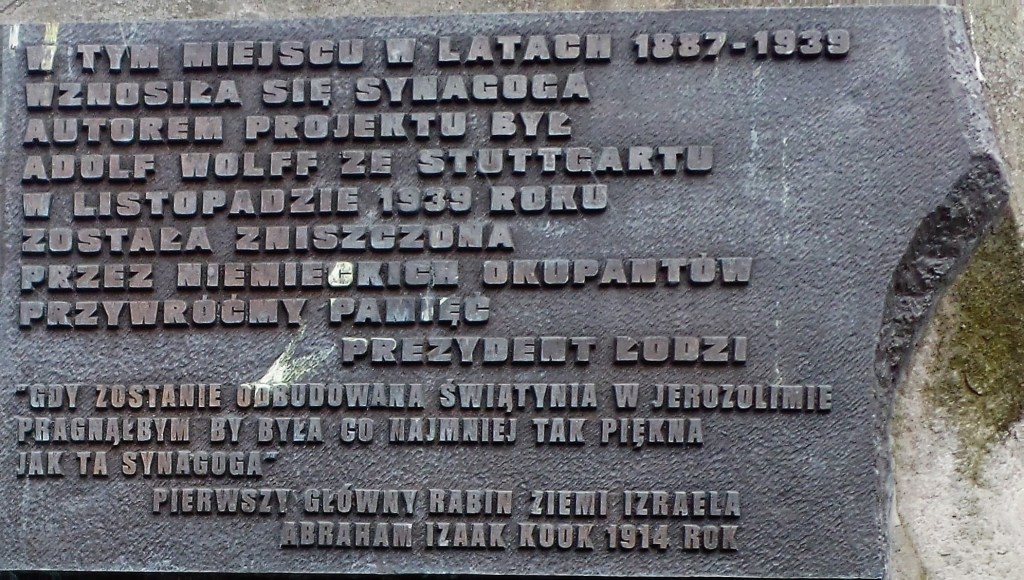 W TYM MIEJSCU W LATACH 1887-1939
WZNOSIŁA SIĘ SYNAGOGA
AUTOREM PROJEKTU BYŁ
ADOLF WOLFF ZE STUTTGARTU
W LISTOPADZIE 1939 ROKU
ZOSTAŁA ZNISZCZONA
PRZEZ NIEMIECKICH OKUPANTÓW
PRZYWRÓĆMY PAMIĘĆ
PREZYDENT ŁODZI
"GDY ZOSTANIE ODBUDOWANA ŚWIĄTYNIA W JEROZOLIMIE
PRAGNĄŁBYM BY BYŁA CO NAJMNIEJ TAK PIĘKNA
JAK TA SYNAGOGA"
PIERWSZY GŁÓWNY RABIN ZIEMI IZRAELA
ABRAHAM IZAAK KOOK 1914 ROK